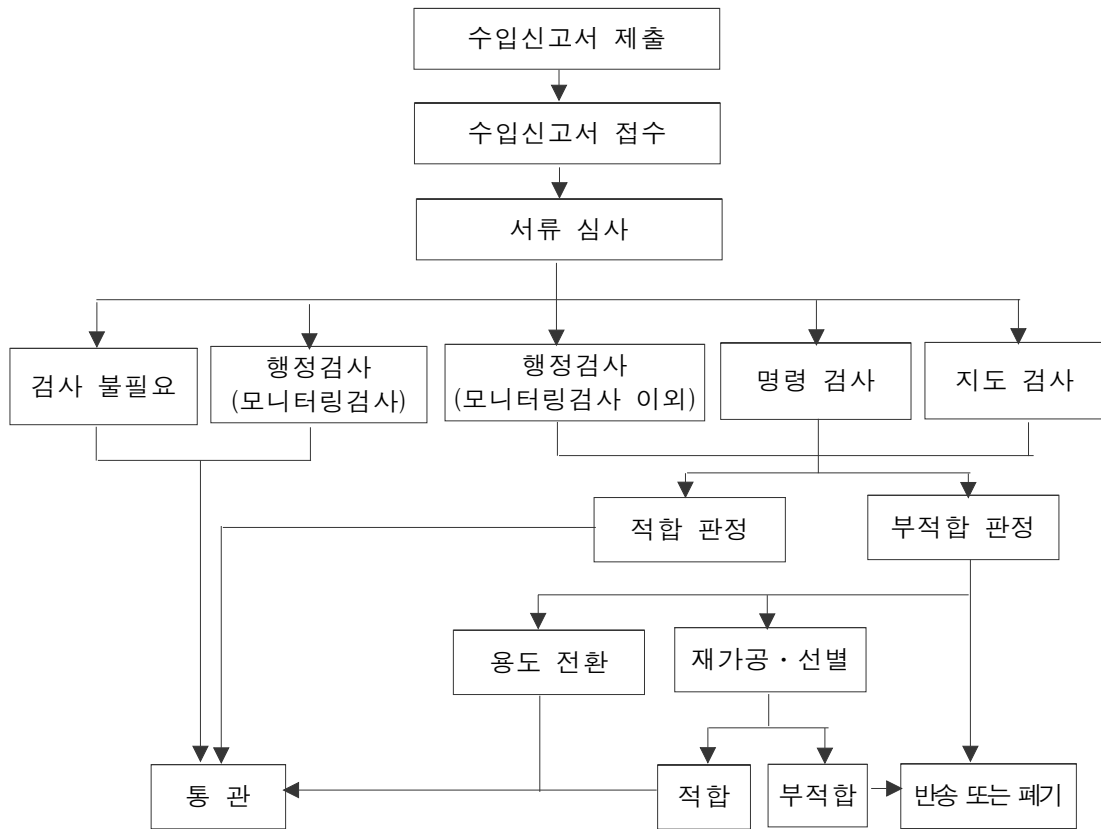 수입신고서 제출
수입신고서 접수
서류 심사
검사 불필요
행정검사
(모니터링검사)
행정검사
(모니터링검사 이외)
명령 검사
지도 검사
적합 판정
부적합 판정
용도 전환
재가공·선별
통 관
적합
부적합
반송 또는 폐기